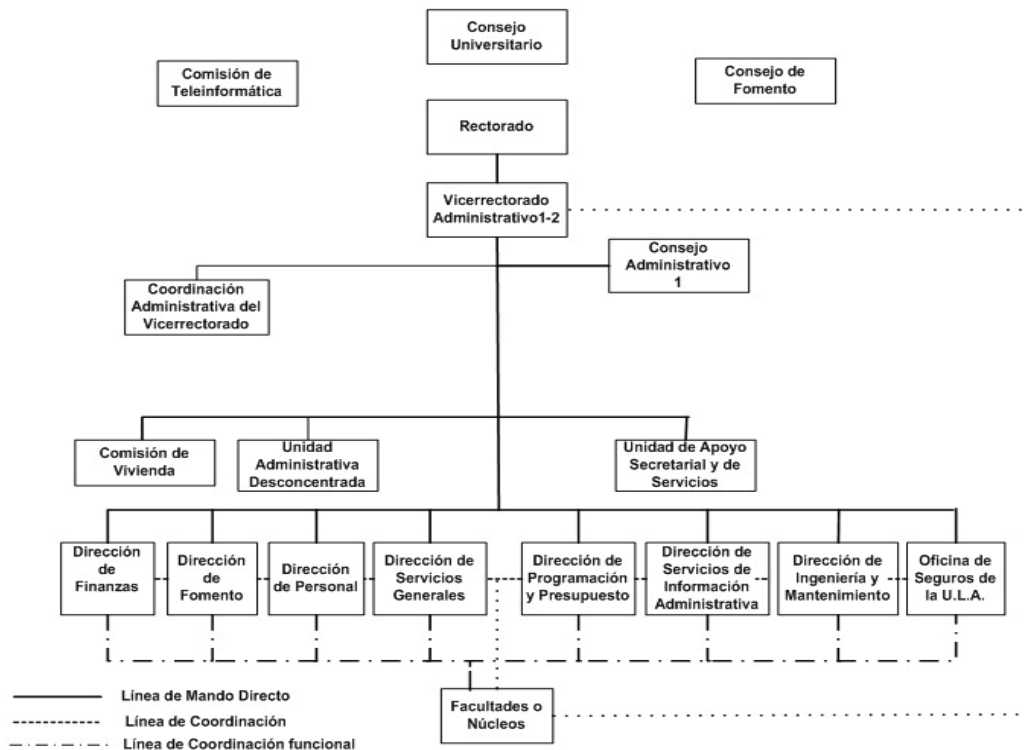 Consejo
Universitario
Comisión de
Teleinformática
Consejo de
Fomento
Rectorado
Vicerrectorado
Administrativo1-2
Consejo
Administrativo
1
Coordinación
Administrativa del
Vicerrectorado
Comisión de
Vivienda
Unidad
Administrativa
Desconcentrada
Unidad de Apoyo
Secretarial y de
Servicios
Dirección
de
Finanzas
Dirección
de
Fomento
Dirección
de Personal
Dirección de
Servicios
Generales
Dirección de
Programación
y Presupuesto
Dirección de
Servicios de
Información
Administrativa
Dirección de
Ingeniería y
Mantenimiento
Oficina de
Seguros de
la U.L.A.
Facultades o
Núcleos
Línea de Mando Directo
Línea de Coordinación
Línea de Coordinación funcional